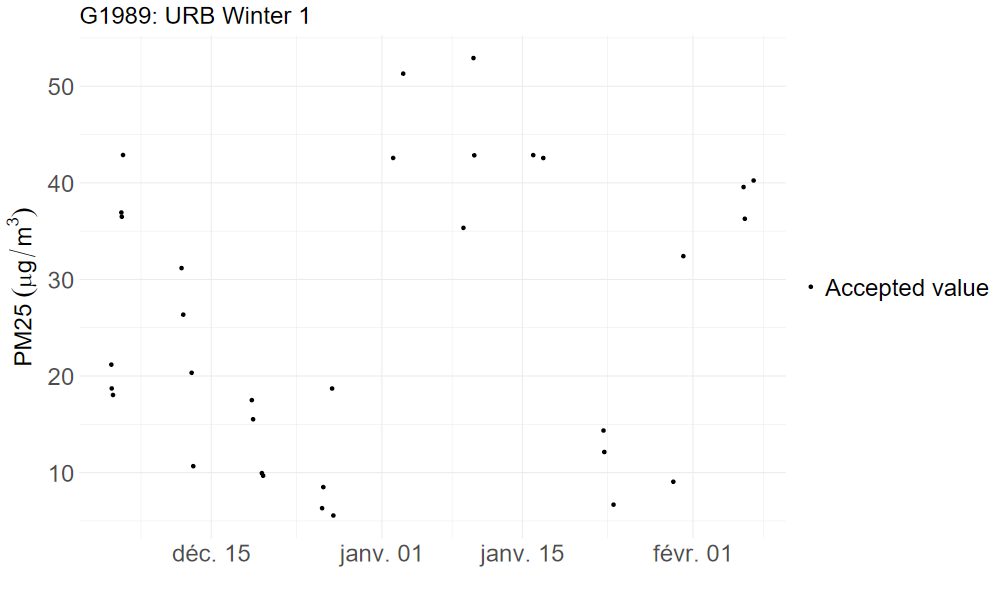 G1989: URB Winter 1
PM25 (μg/m³)
50
40
30
20
10
déc. 15
janv. 01
janv. 15
févr. 01
Accepted value